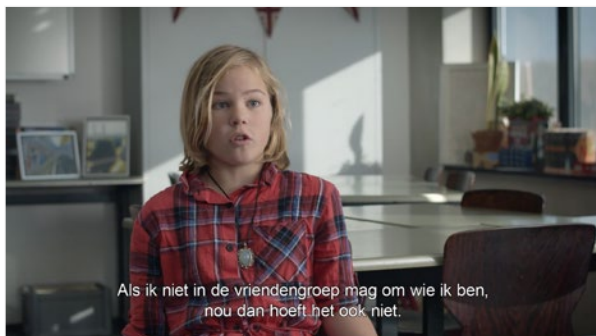 Als ik niet in de vriendengroep mag om wie ik ben,
nou dan hoeft het ook niet.